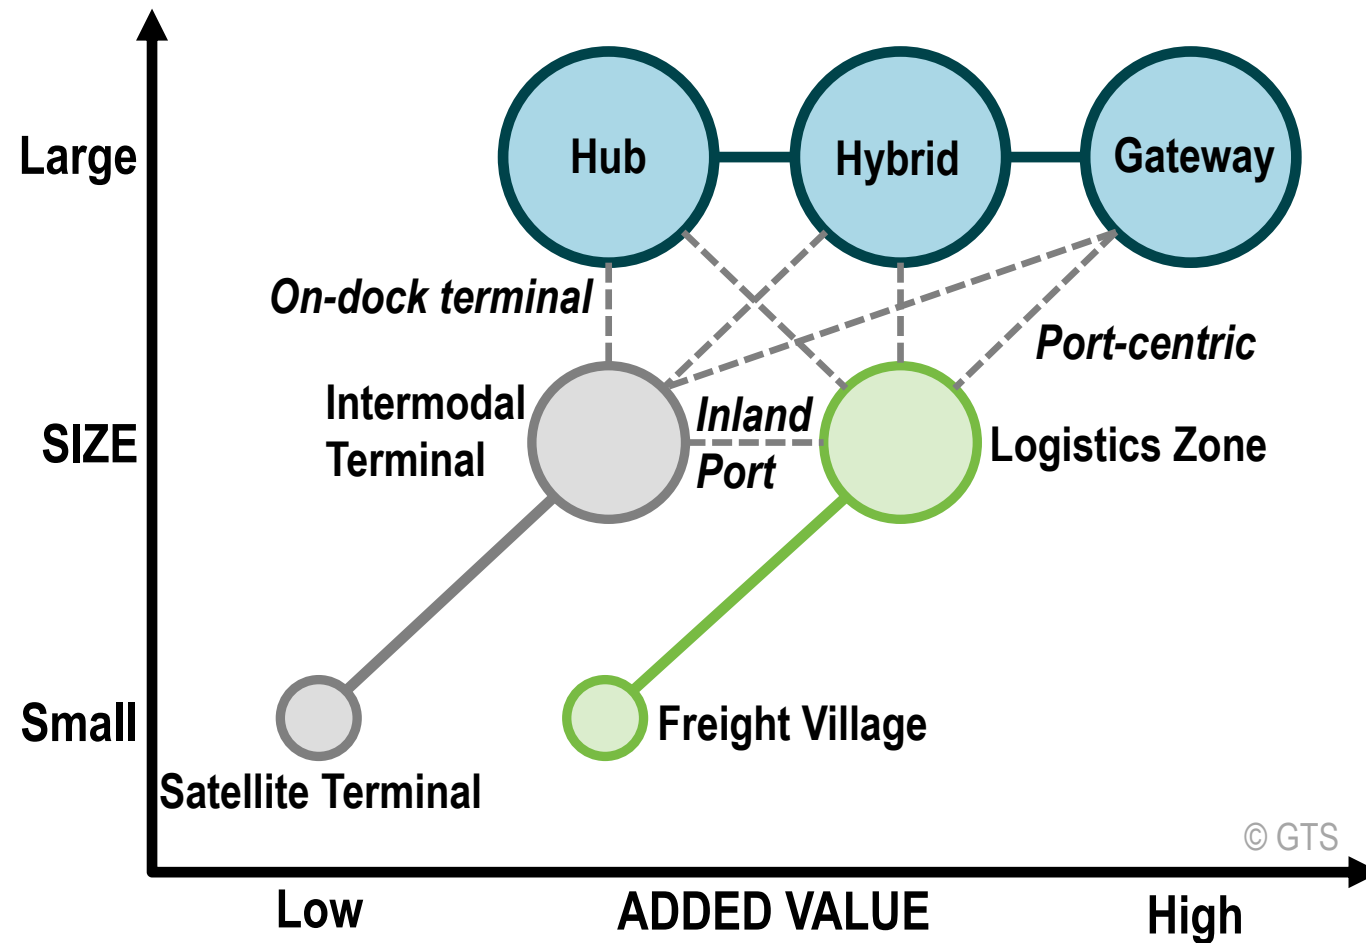 Large
Hub
Hybrid
Gateway
On-dock terminal
Port-centric
Intermodal
Terminal
Inland
Port
SIZE
Logistics Zone
Small
Freight Village
Satellite Terminal
© GTS
Low
ADDED VALUE
High